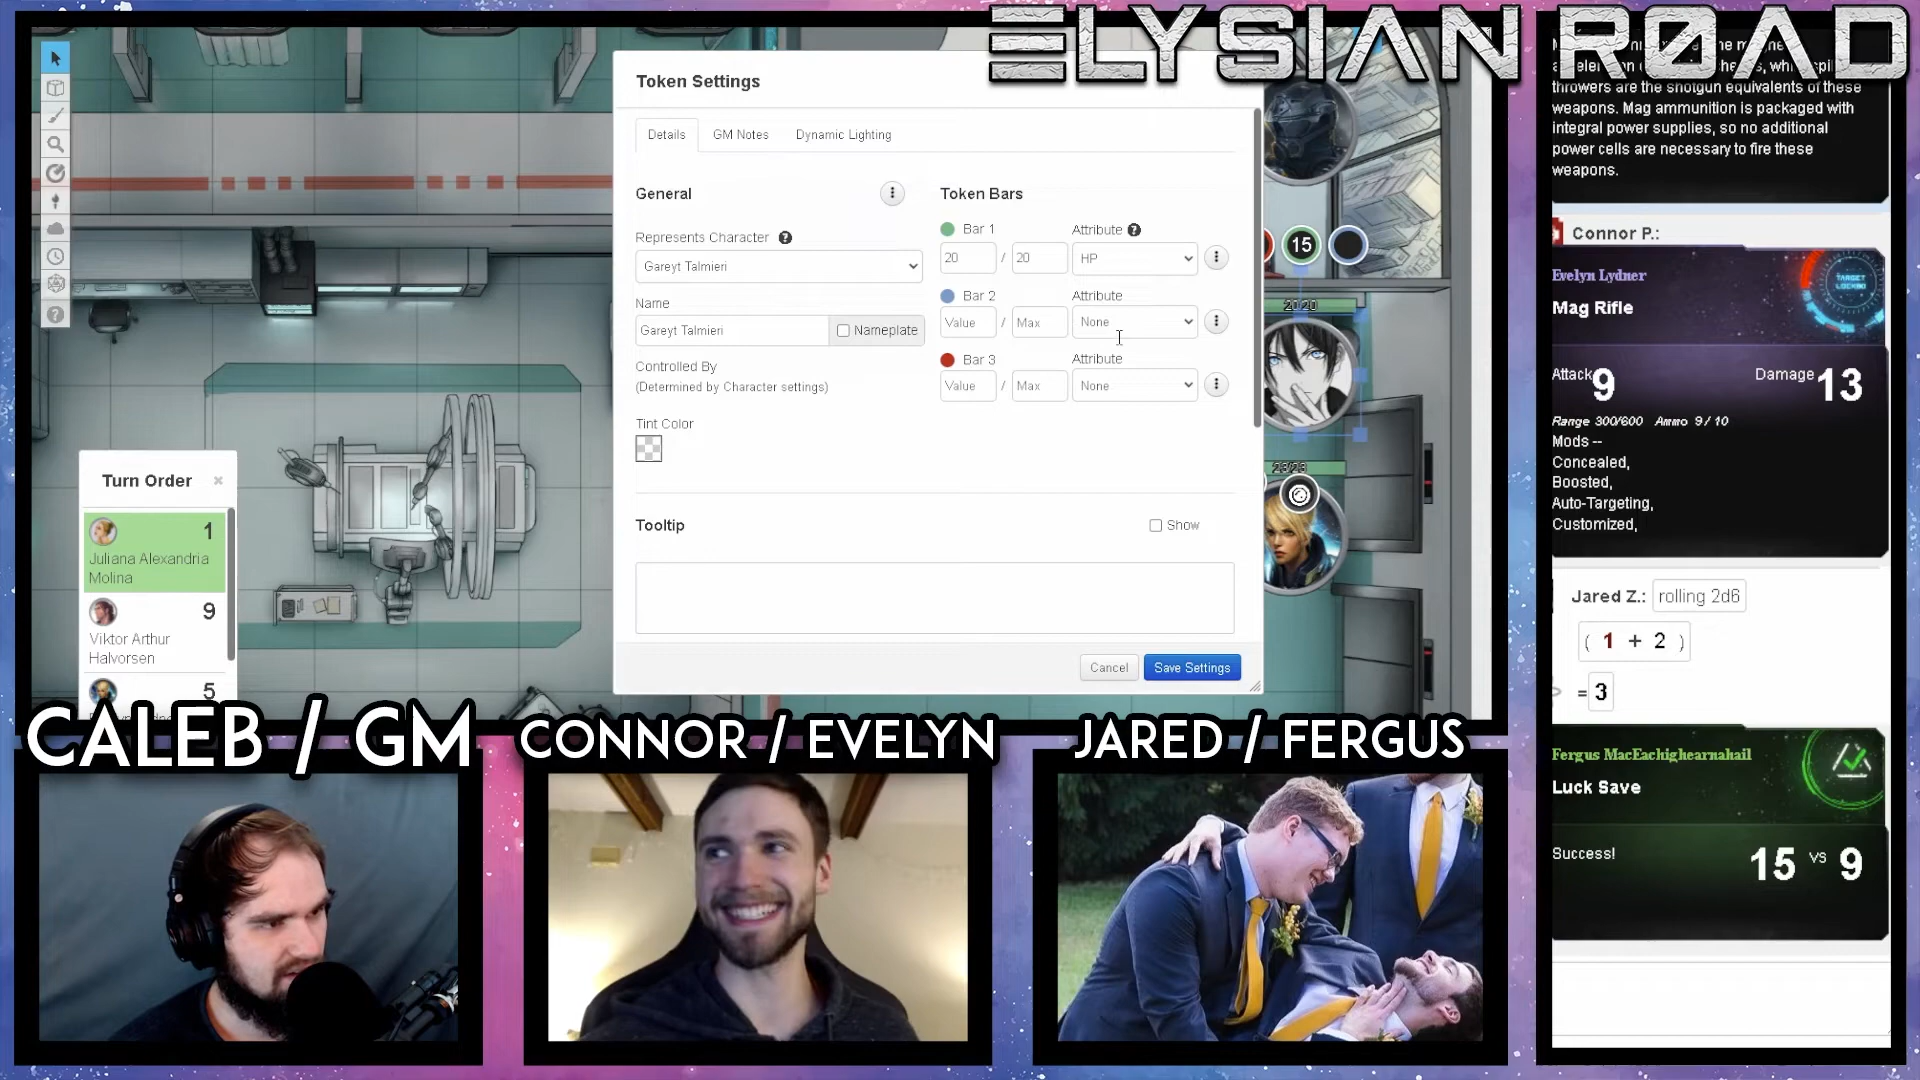 ELYSIAN RØAD
Token Settings
Details
GM Notes
Dynamic Lighting
General
Represents Character
Gareyt Talmieri
Name
Gareyt Talmieri
Nameplate
Controlled By
(Determined by Character settings)
Tint Color
Token Bars
Bar 1
Attribute
20 / 20
HP
Bar 2
Attribute
Value / Max
None
Bar 3
Attribute
Value / Max
None
Tooltip
Show
Cancel
Save Settings
15
20/20
23/23
Turn Order
1
Juliana Alexandria
Molina
9
Viktor Arthur
Halvorsen
5
throwers are the shotgun equivalents of these
weapons. Mag ammunition is packaged with
integral power supplies, so no additional
power cells are necessary to fire these
weapons.
Connor P.:
Evelyn Lydner
Mag Rifle
TARGET
LOCKED
Attack 9
Damage 13
Range 300/600 Ammo 9 / 10
Mods --
Concealed,
Boosted,
Auto-Targeting,
Customized,
Jared Z.: rolling 2d6
( 1 + 2 )
= 3
Fergus MacEachighearnahail
Luck Save
Success!
15 vs 9
CALEB / GM
CONNOR / EVELYN
JARED / FERGUS